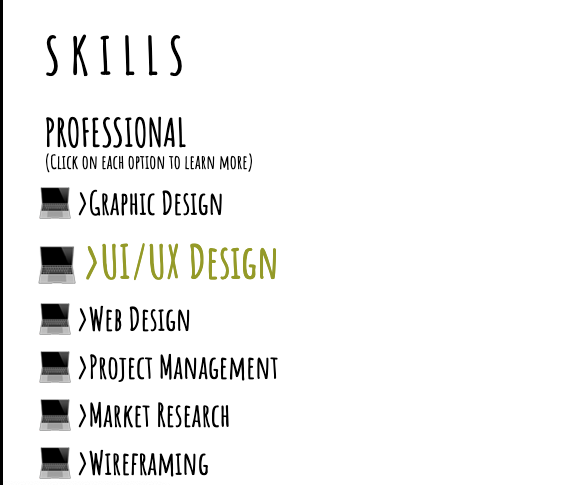 SKILLS
PROFESSIONAL
(Click on each option to learn more)
>Graphic Design
>UI/UX Design
>Web Design
>Project Management
>Market Research
>Wireframing